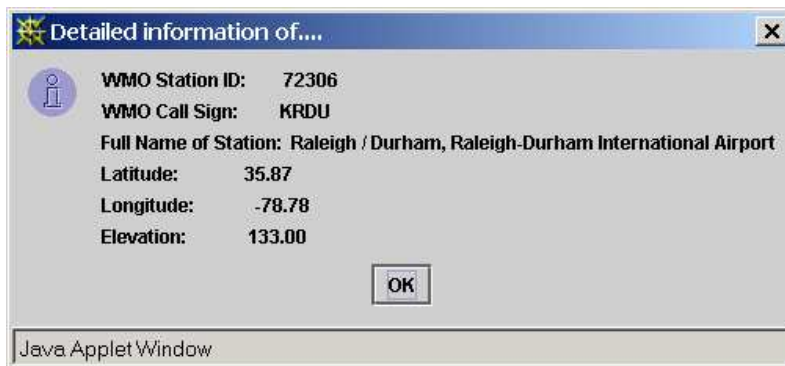 Detailed information of....
WMO Station ID: 72306
WMO Call Sign: KRDU
Full Name of Station: Raleigh / Durham, Raleigh-Durham International Airport
Latitude: 35.87
Longitude: -78.78
Elevation: 133.00
OK
Java Applet Window